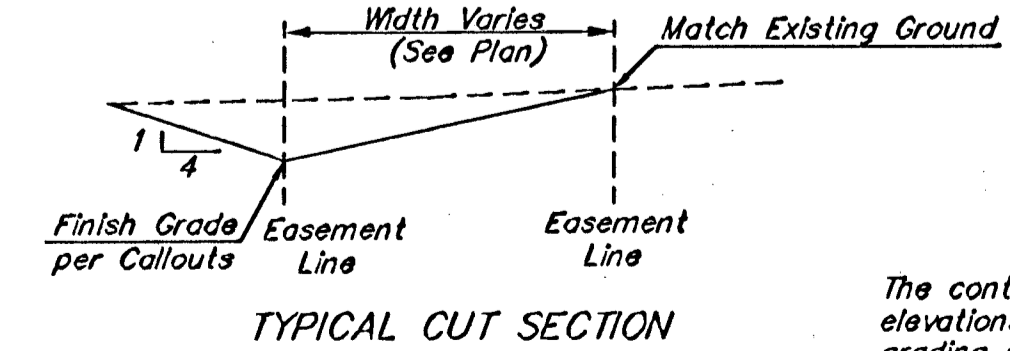 Width Varies
(See Plan)
Match Existing Ground
1
4
Finish Grade
per Callouts
Easement
Line
Easement
Line
TYPICAL CUT SECTION
The cont
elevations
grading